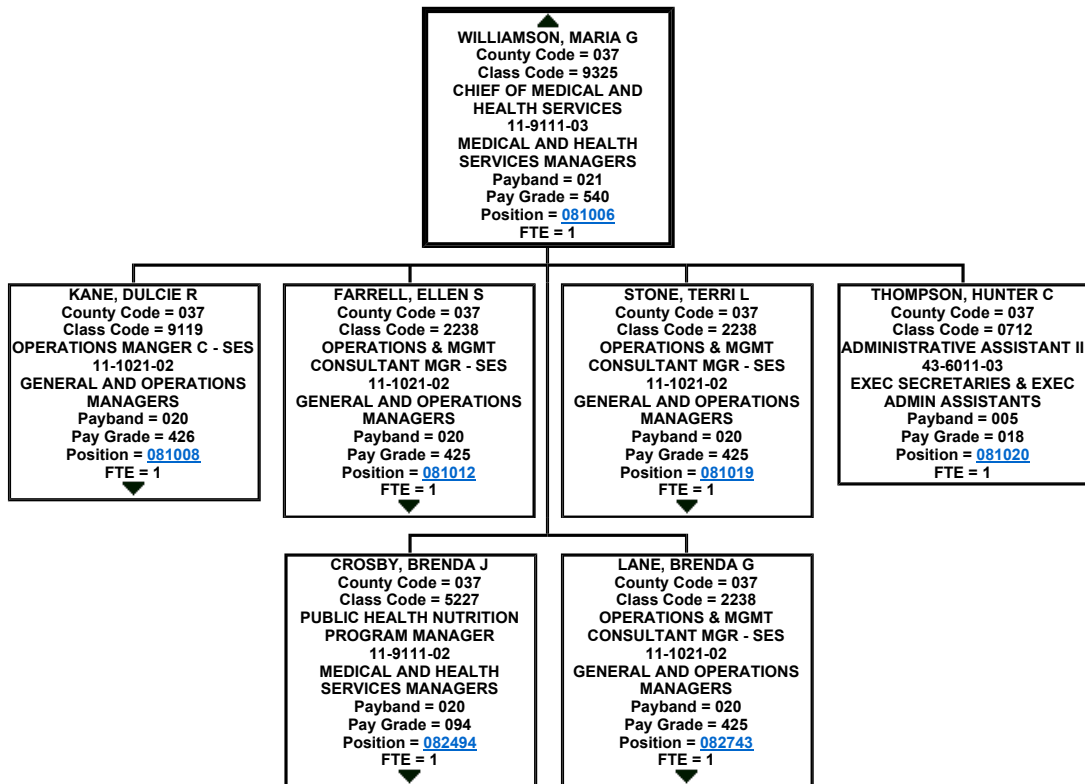 WILLIAMSON, MARIA G
County Code = 037
Class Code = 9325
CHIEF OF MEDICAL AND
HEALTH SERVICES
11-9111-03
MEDICAL AND HEALTH
SERVICES MANAGERS
Payband = 021
Pay Grade = 540
Position = 081006
FTE = 1
KANE, DULCIE R
County Code = 037
Class Code = 9119
OPERATIONS MANGER C - SES
11-1021-02
GENERAL AND OPERATIONS
MANAGERS
Payband = 020
Pay Grade = 426
Position = 081008
FTE = 1
FARRELL, ELLEN S
County Code = 037
Class Code = 2238
OPERATIONS & MGMT
CONSULTANT MGR - SES
11-1021-02
GENERAL AND OPERATIONS
MANAGERS
Payband = 020
Pay Grade = 425
Position = 081012
FTE = 1
STONE, TERRI L
County Code = 037
Class Code = 2238
OPERATIONS & MGMT
CONSULTANT MGR - SES
11-1021-02
GENERAL AND OPERATIONS
MANAGERS
Payband = 020
Pay Grade = 425
Position = 081019
FTE = 1
THOMPSON, HUNTER C
County Code = 037
Class Code = 0712
ADMINISTRATIVE ASSISTANT II
43-6011-03
EXEC SECRETARIES & EXEC
ADMIN ASSISTANTS
Payband = 005
Pay Grade = 018
Position = 081020
FTE = 1
CROSBY, BRENDA J
County Code = 037
Class Code = 5227
PUBLIC HEALTH NUTRITION
PROGRAM MANAGER
11-9111-02
MEDICAL AND HEALTH
SERVICES MANAGERS
Payband = 020
Pay Grade = 094
Position = 082494
FTE = 1
LANE, BRENDA G
County Code = 037
Class Code = 2238
OPERATIONS & MGMT
CONSULTANT MGR - SES
11-1021-02
GENERAL AND OPERATIONS
MANAGERS
Payband = 020
Pay Grade = 425
Position = 082743
FTE = 1